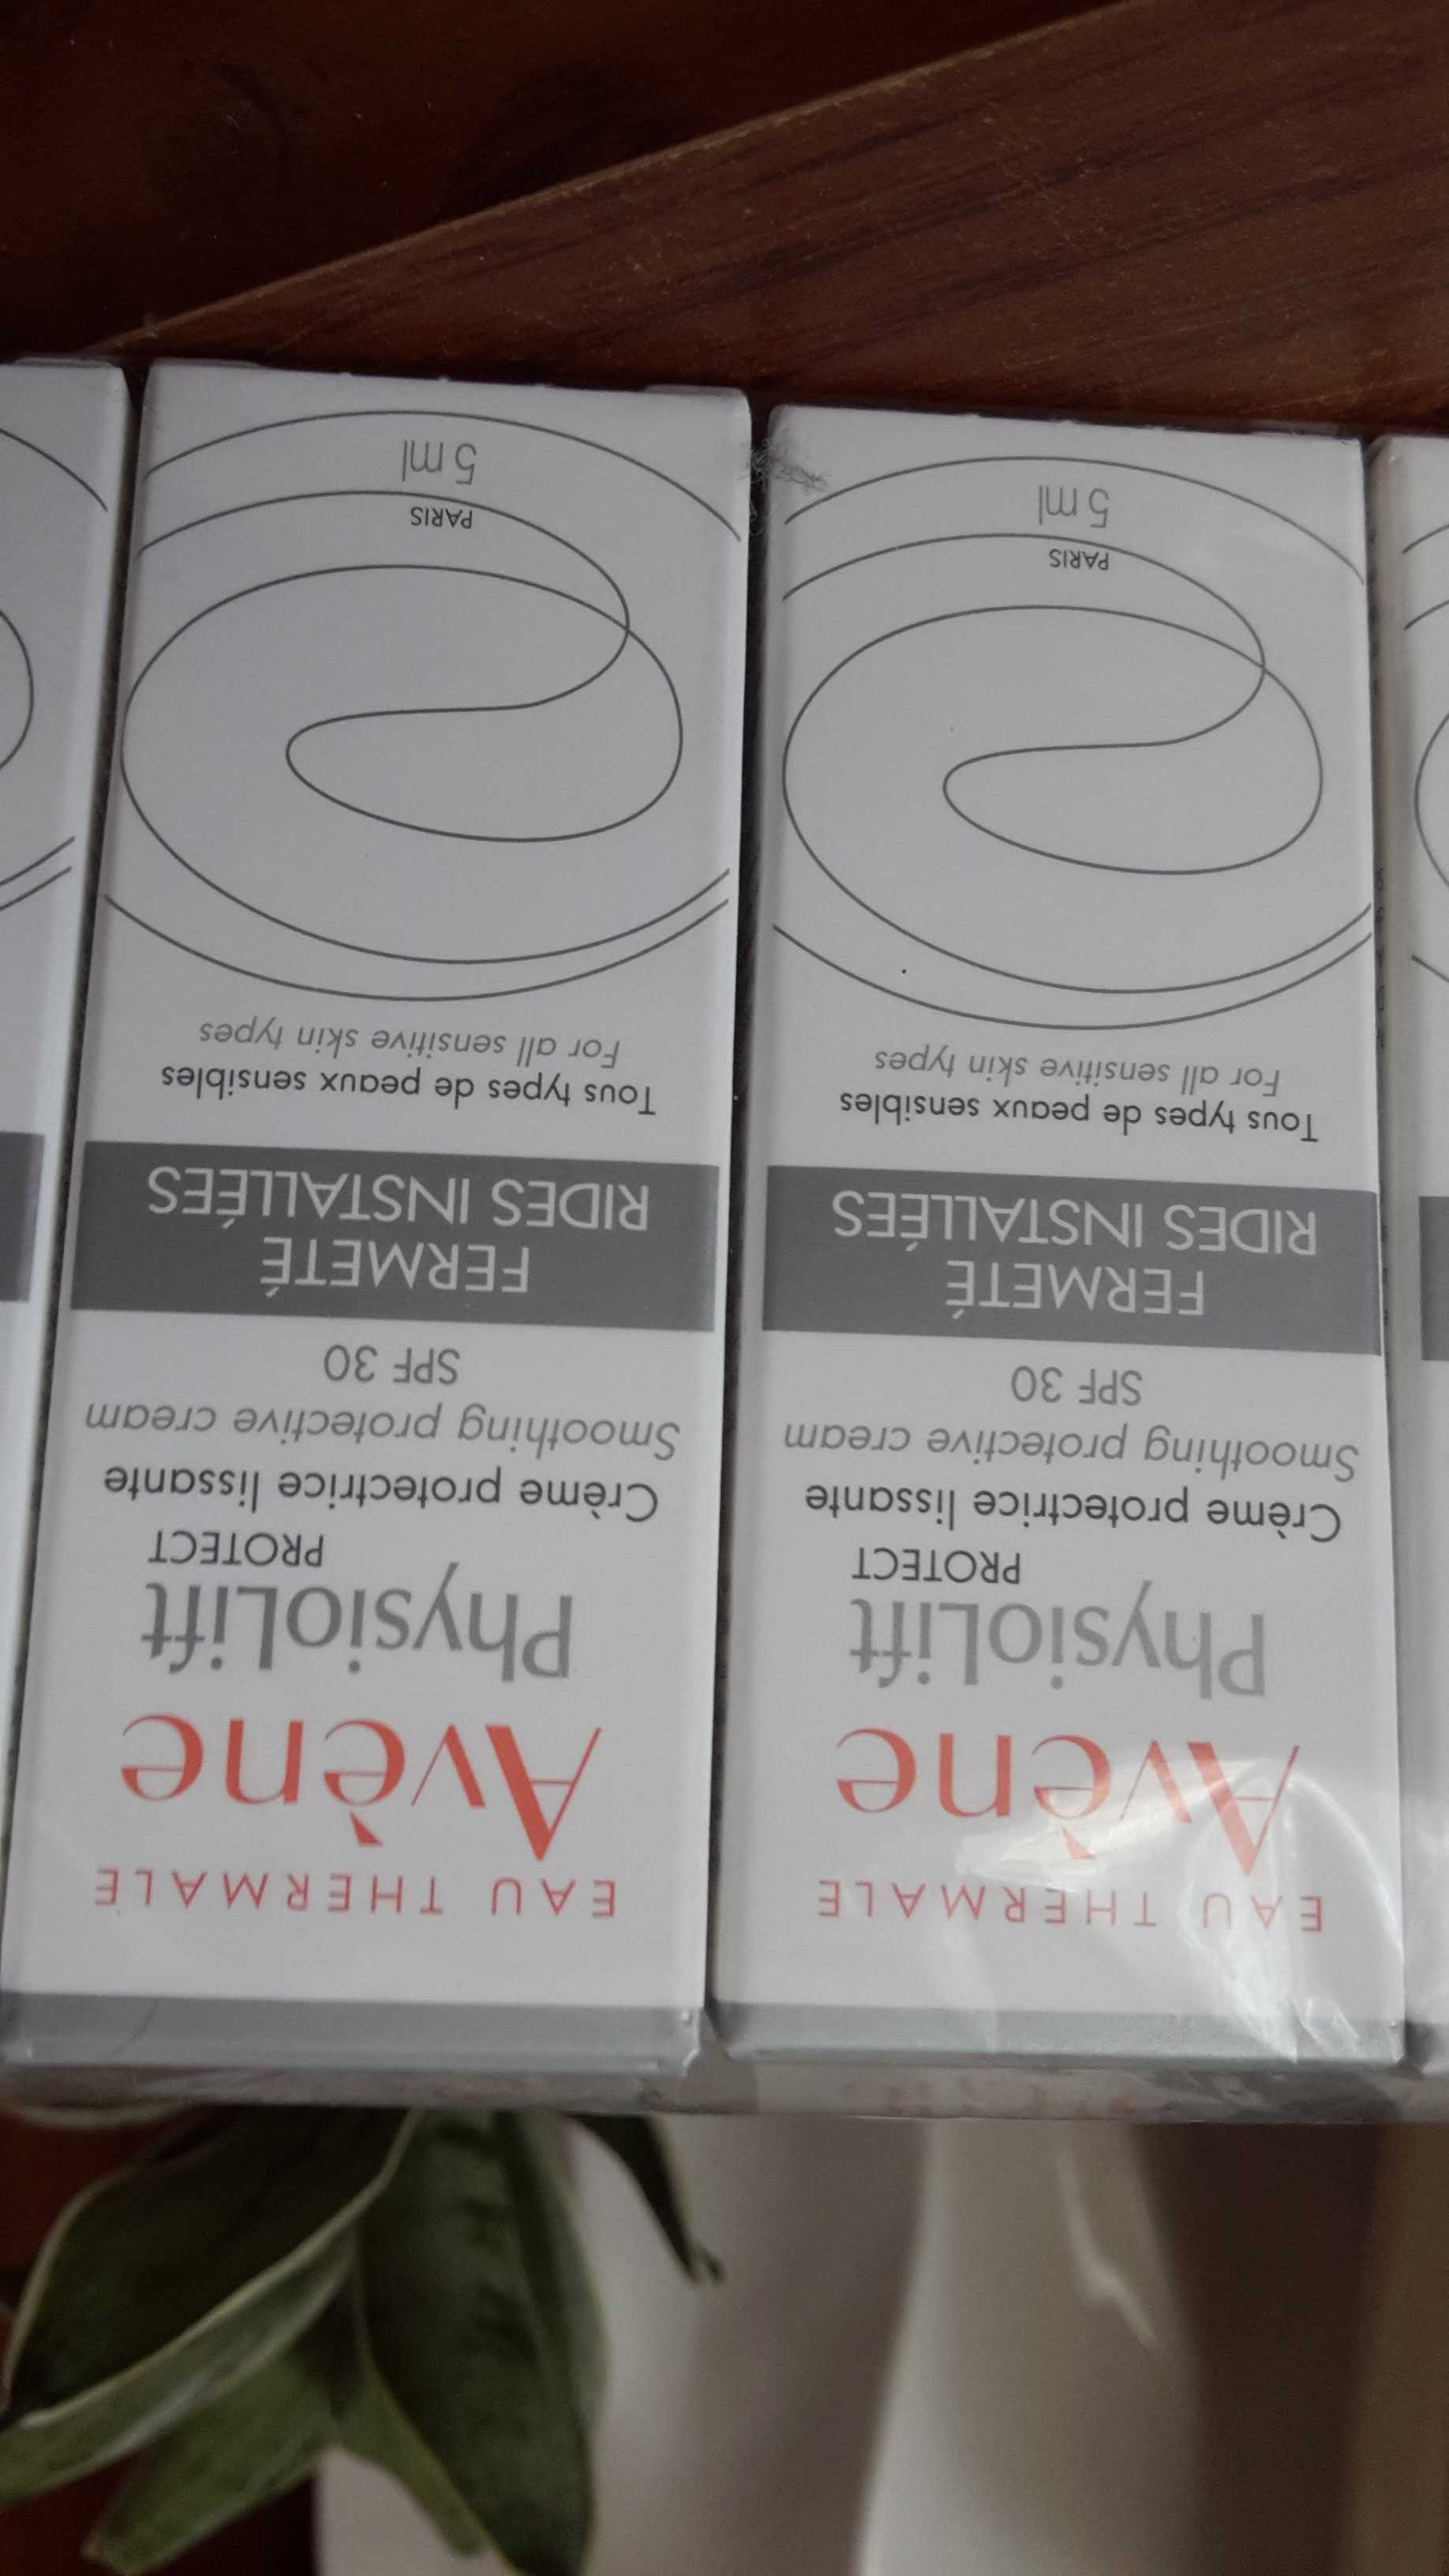 EAU THERMALE
Avène
PhysioLift
PROTECT
Crème protectrice lissante
Smoothing protective cream
SPF 30
FERMETÉ
RIDES INSTALLÉES
Tous types de peaux sensibles
For all sensitive skin types
PARIS
5 ml
EAU THERMALE
Avène
PhysioLift
PROTECT
Crème protectrice lissante
Smoothing protective cream
SPF 30
FERMETÉ
RIDES INSTALLÉES
Tous types de peaux sensibles
For all sensitive skin types
PARIS
5 ml